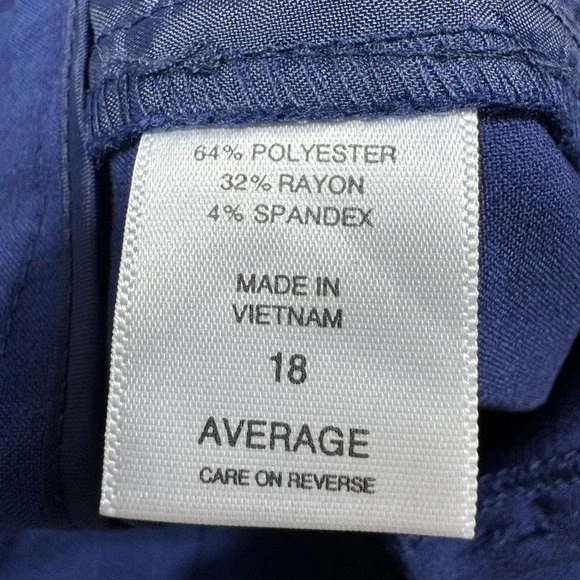 64% POLYESTER
32% RAYON
4% SPANDEX
MADE IN
VIETNAM
18
AVERAGE
CARE ON REVERSE